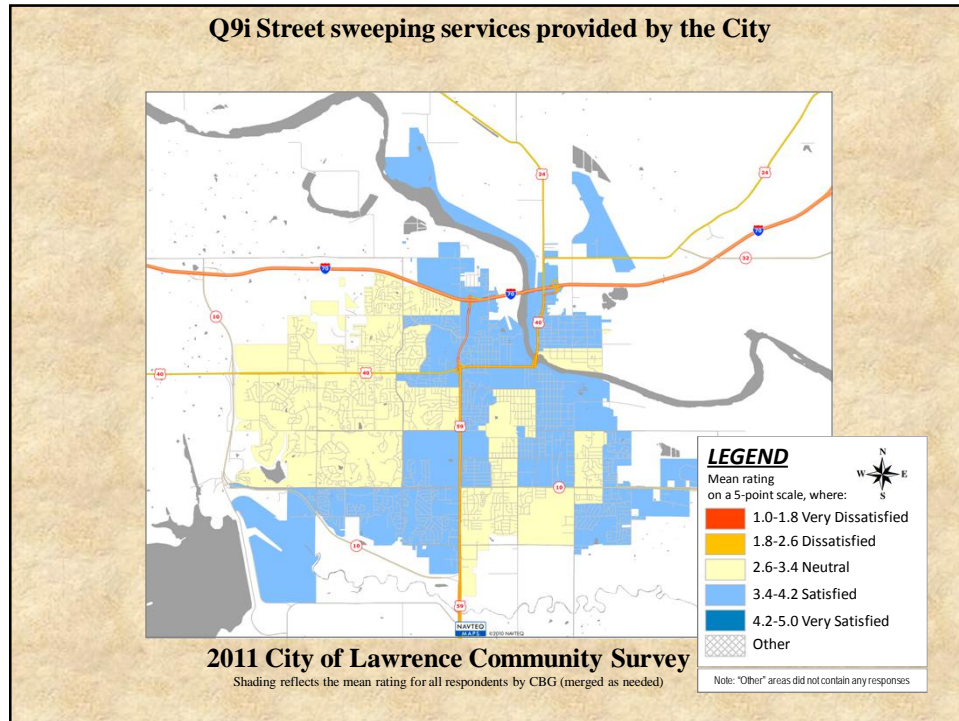 Q9i Street sweeping services provided by the City
24
24
70
70
32
70
10
40
40
40
59
10
10
59
NAVTEQ
MAPS
©2010 NAVTEQ
LEGEND
N
W
E
S
Mean rating
on a 5-point scale, where:
1.0-1.8 Very Dissatisfied
1.8-2.6 Dissatisfied
2.6-3.4 Neutral
3.4-4.2 Satisfied
4.2-5.0 Very Satisfied
Other
2011 City of Lawrence Community Survey
Shading reflects the mean rating for all respondents by CBG (merged as needed)
Note: "Other" areas did not contain any responses